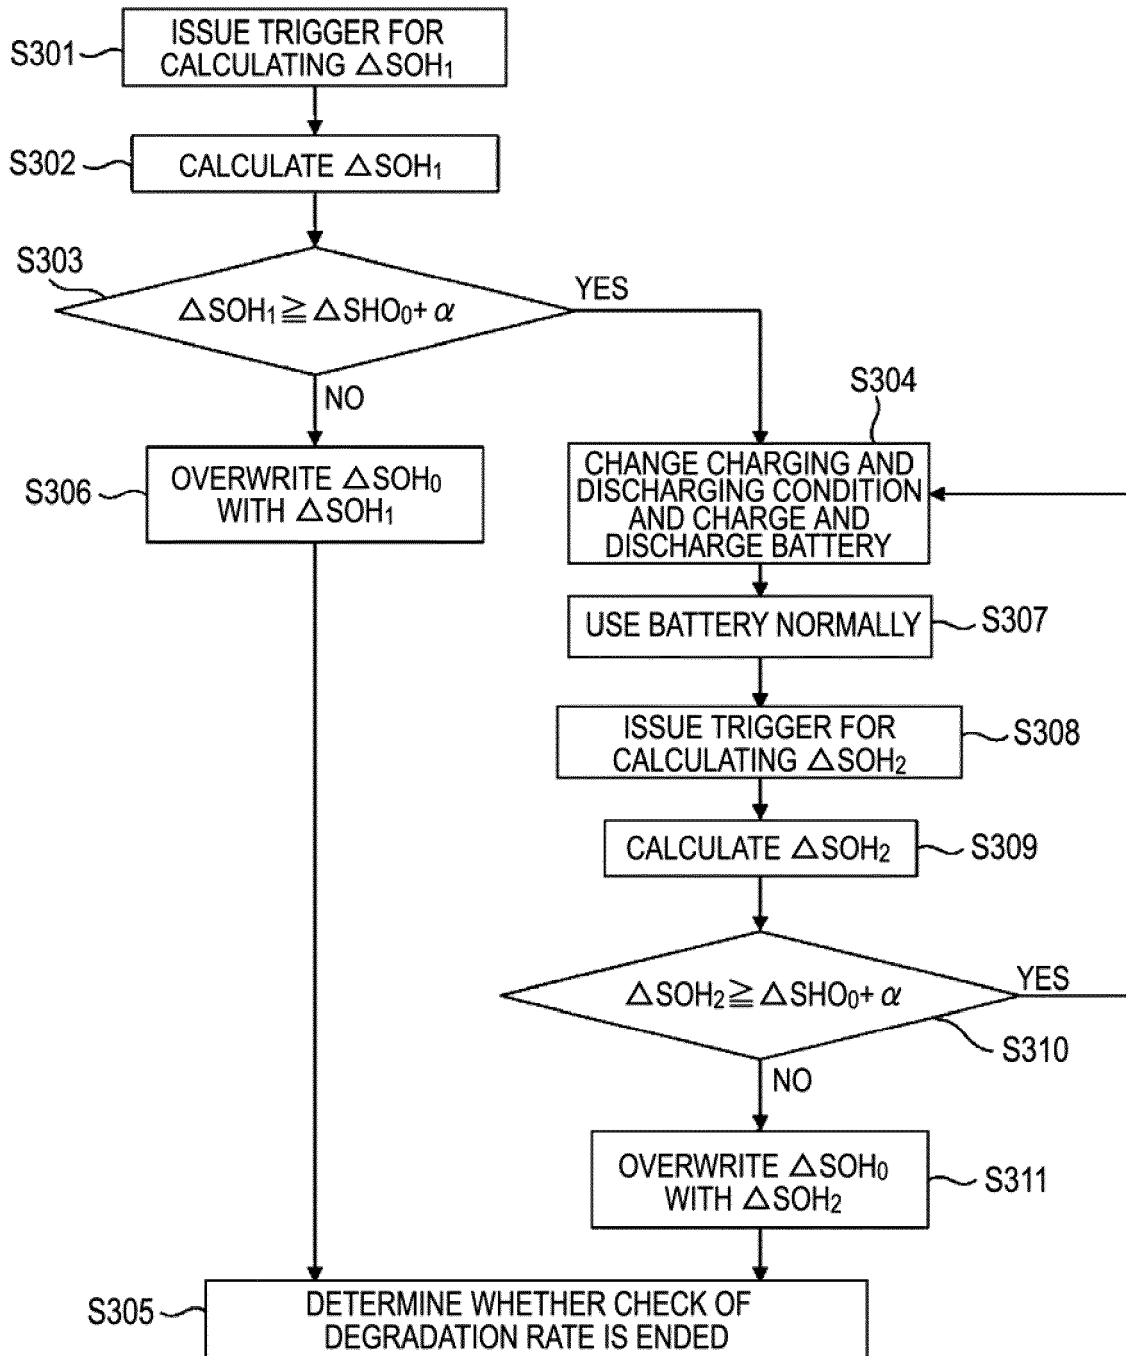 S301
ISSUE TRIGGER FOR
CALCULATING △SOH₁
S302
CALCULATE △SOH₁
S303
△SOH₁≧△SHO₀+α
YES
NO
S304
CHANGE CHARGING AND
DISCHARGING CONDITION
AND CHARGE AND
DISCHARGE BATTERY
S306
OVERWRITE △SOH₀
WITH △SOH₁
USE BATTERY NORMALLY
S307
ISSUE TRIGGER FOR
CALCULATING △SOH₂
S308
CALCULATE △SOH₂
S309
△SOH₂≧△SHO₀+α
YES
S310
NO
OVERWRITE △SOH₀
WITH △SOH₂
S311
S305
DETERMINE WHETHER CHECK OF
DEGRADATION RATE IS ENDED